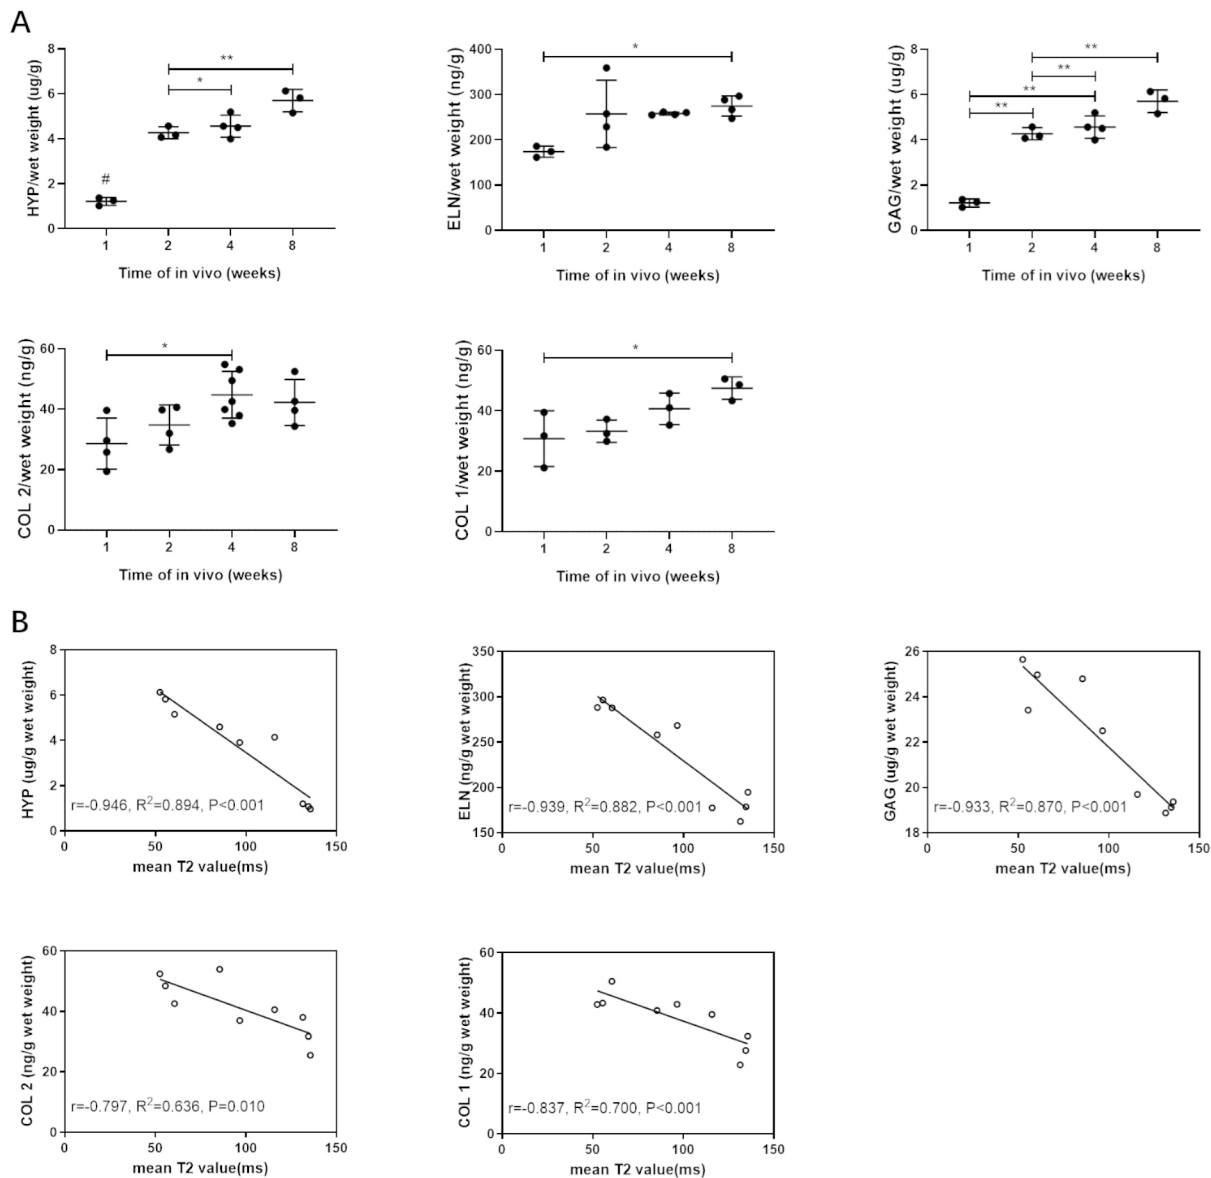 A
HYP/wet weight (ug/g)
8
6
4
2
0
#
*
**
1 2 4 8
Time of in vivo (weeks)
ELN/wet weight (ng/g)
400
300
200
100
0
*
1 2 4 8
Time of in vivo (weeks)
GAG/wet weight (ug/g)
8
6
4
2
0
**
**
**
**
1 2 4 8
Time of in vivo (weeks)
COL 2/wet weight (ng/g)
60
40
20
0
*
1 2 4 8
Time of in vivo (weeks)
COL 1/wet weight (ng/g)
60
40
20
0
*
1 2 4 8
Time of in vivo (weeks)
B
HYP (ug/g wet weight)
8
6
4
2
0
r=-0.946, R²=0.894, P<0.001
0 50 100 150
mean T2 value(ms)
ELN (ng/g wet weight)
350
300
250
200
150
r=-0.939, R²=0.882, P<0.001
0 50 100 150
mean T2 value(ms)
GAG (ug/g wet weight)
26
24
22
20
18
r=-0.933, R²=0.870, P<0.001
0 50 100 150
mean T2 value(ms)
COL 2 (ng/g wet weight)
60
40
20
0
r=-0.797, R²=0.636, P=0.010
0 50 100 150
mean T2 value(ms)
COL 1 (ng/g wet weight)
60
40
20
0
r=-0.837, R²=0.700, P<0.001
0 50 100 150
mean T2 value(ms)